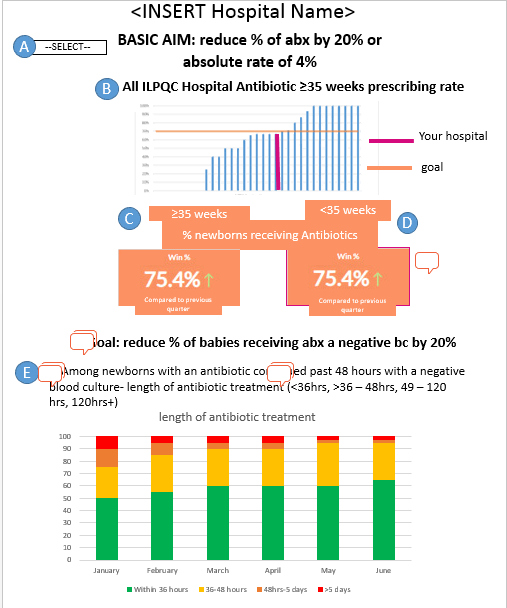 <INSERT Hospital Name>
A
--SELECT--
BASIC AIM: reduce % of abx by 20% or
absolute rate of 4%
B
All ILPQC Hospital Antibiotic ≥35 weeks prescribing rate
Your hospital
goal
C
≥35 weeks
<35 weeks
D
% newborns receiving Antibiotics
Win %
75.4%↑
Compared to previous
quarter
Win %
75.4%↑
Compared to previous
quarter
oal: reduce % of babies receiving abx a negative bc by 20%
E
Among newborns with an antibiotic co ed past 48 hours with a negative
blood culture- length of antibiotic treatment (<36hrs, >36 – 48hrs, 49 – 120
hrs, 120hrs+)
length of antibiotic treatment
100
90
80
70
60
50
40
30
20
10
0
January February March April May June
Within 36 hours 36-48 hours 48hrs-5 days >5 days